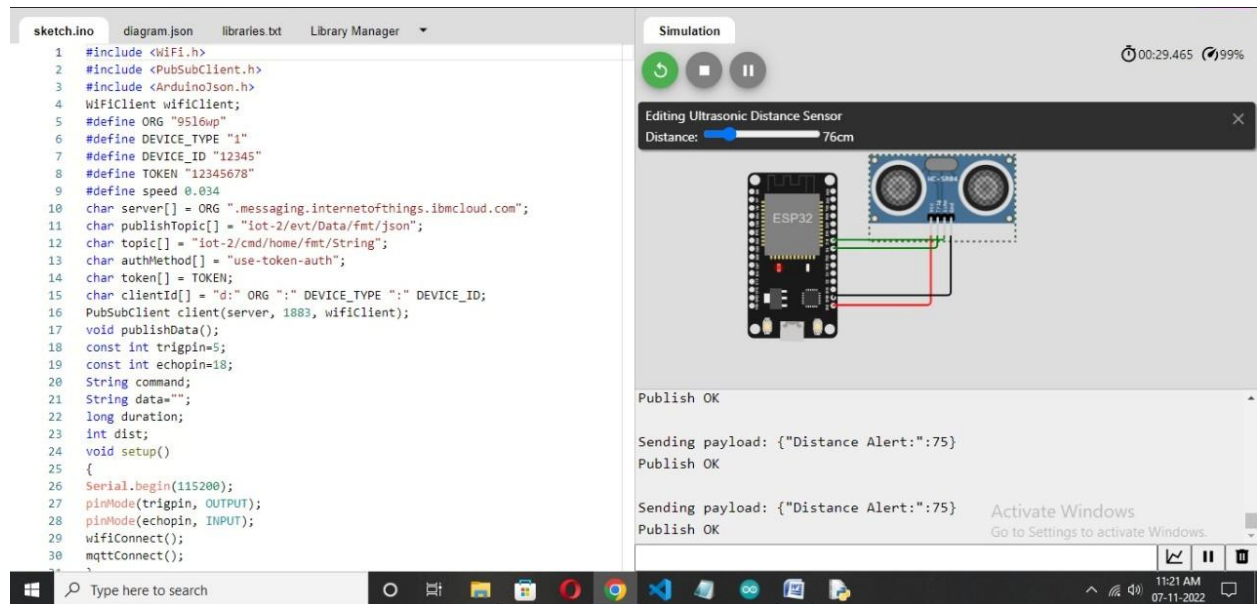 sketch.ino diagram.json libraries.txt Library Manager
1 #include <WiFi.h>
2 #include <PubSubClient.h>
3 #include <ArduinoJson.h>
4 WiFiClient wifiClient;
5 #define ORG "95l6wp"
6 #define DEVICE_TYPE "1"
7 #define DEVICE_ID "12345"
8 #define TOKEN "12345678"
9 #define speed 0.034
10 char server[] = ORG ".messaging.internetofthings.ibmcloud.com";
11 char publishTopic[] = "iot-2/evt/Data/fmt/json";
12 char topic[] = "iot-2/cmd/home/fmt/String";
13 char authMethod[] = "use-token-auth";
14 char token[] = TOKEN;
15 char clientId[] = "d:" ORG ":" DEVICE_TYPE ":" DEVICE_ID;
16 PubSubClient client(server, 1883, wifiClient);
17 void publishData();
18 const int trigpin=5;
19 const int echopin=18;
20 String command;
21 String data="";
22 long duration;
23 int dist;
24 void setup()
25 {
26 Serial.begin(115200);
27 pinMode(trigpin, OUTPUT);
28 pinMode(echopin, INPUT);
29 wifiConnect();
30 mqttConnect();
Simulation
00:29.465 99%
Editing Ultrasonic Distance Sensor
Distance: 76cm
HC-SR04
ESP32
Publish OK
Sending payload: {"Distance Alert:":75}
Publish OK
Sending payload: {"Distance Alert:":75}
Publish OK
Activate Windows
Go to Settings to activate Windows.
Type here to search
11:21 AM
07-11-2022